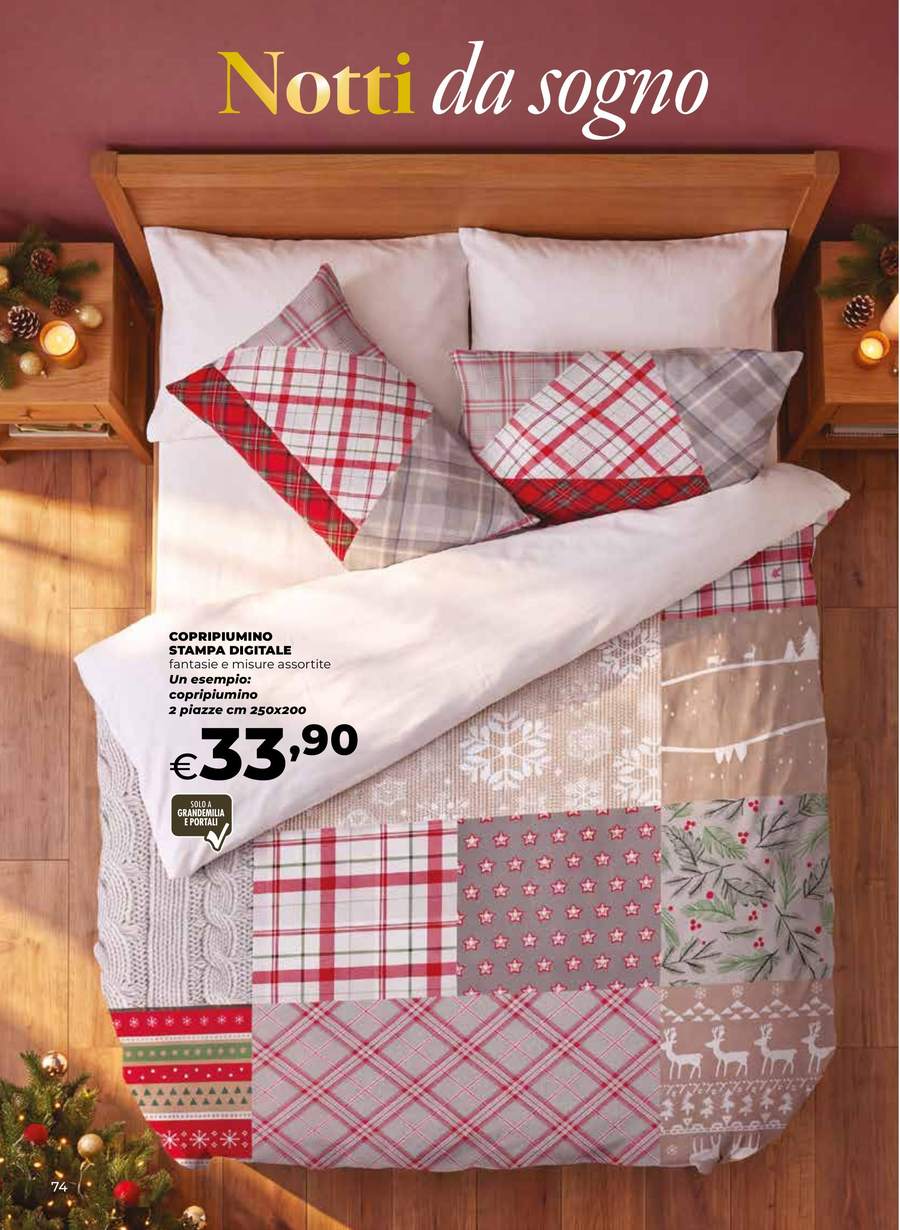 Notti da sogno
COPRIPIUMINO
STAMPA DIGITALE
fantasie e misure assortite
Un esempio:
copripiumino
2 piazze cm 250x200
€33,90
SOLO A
GRANDEMILIA
E PORTALI
74